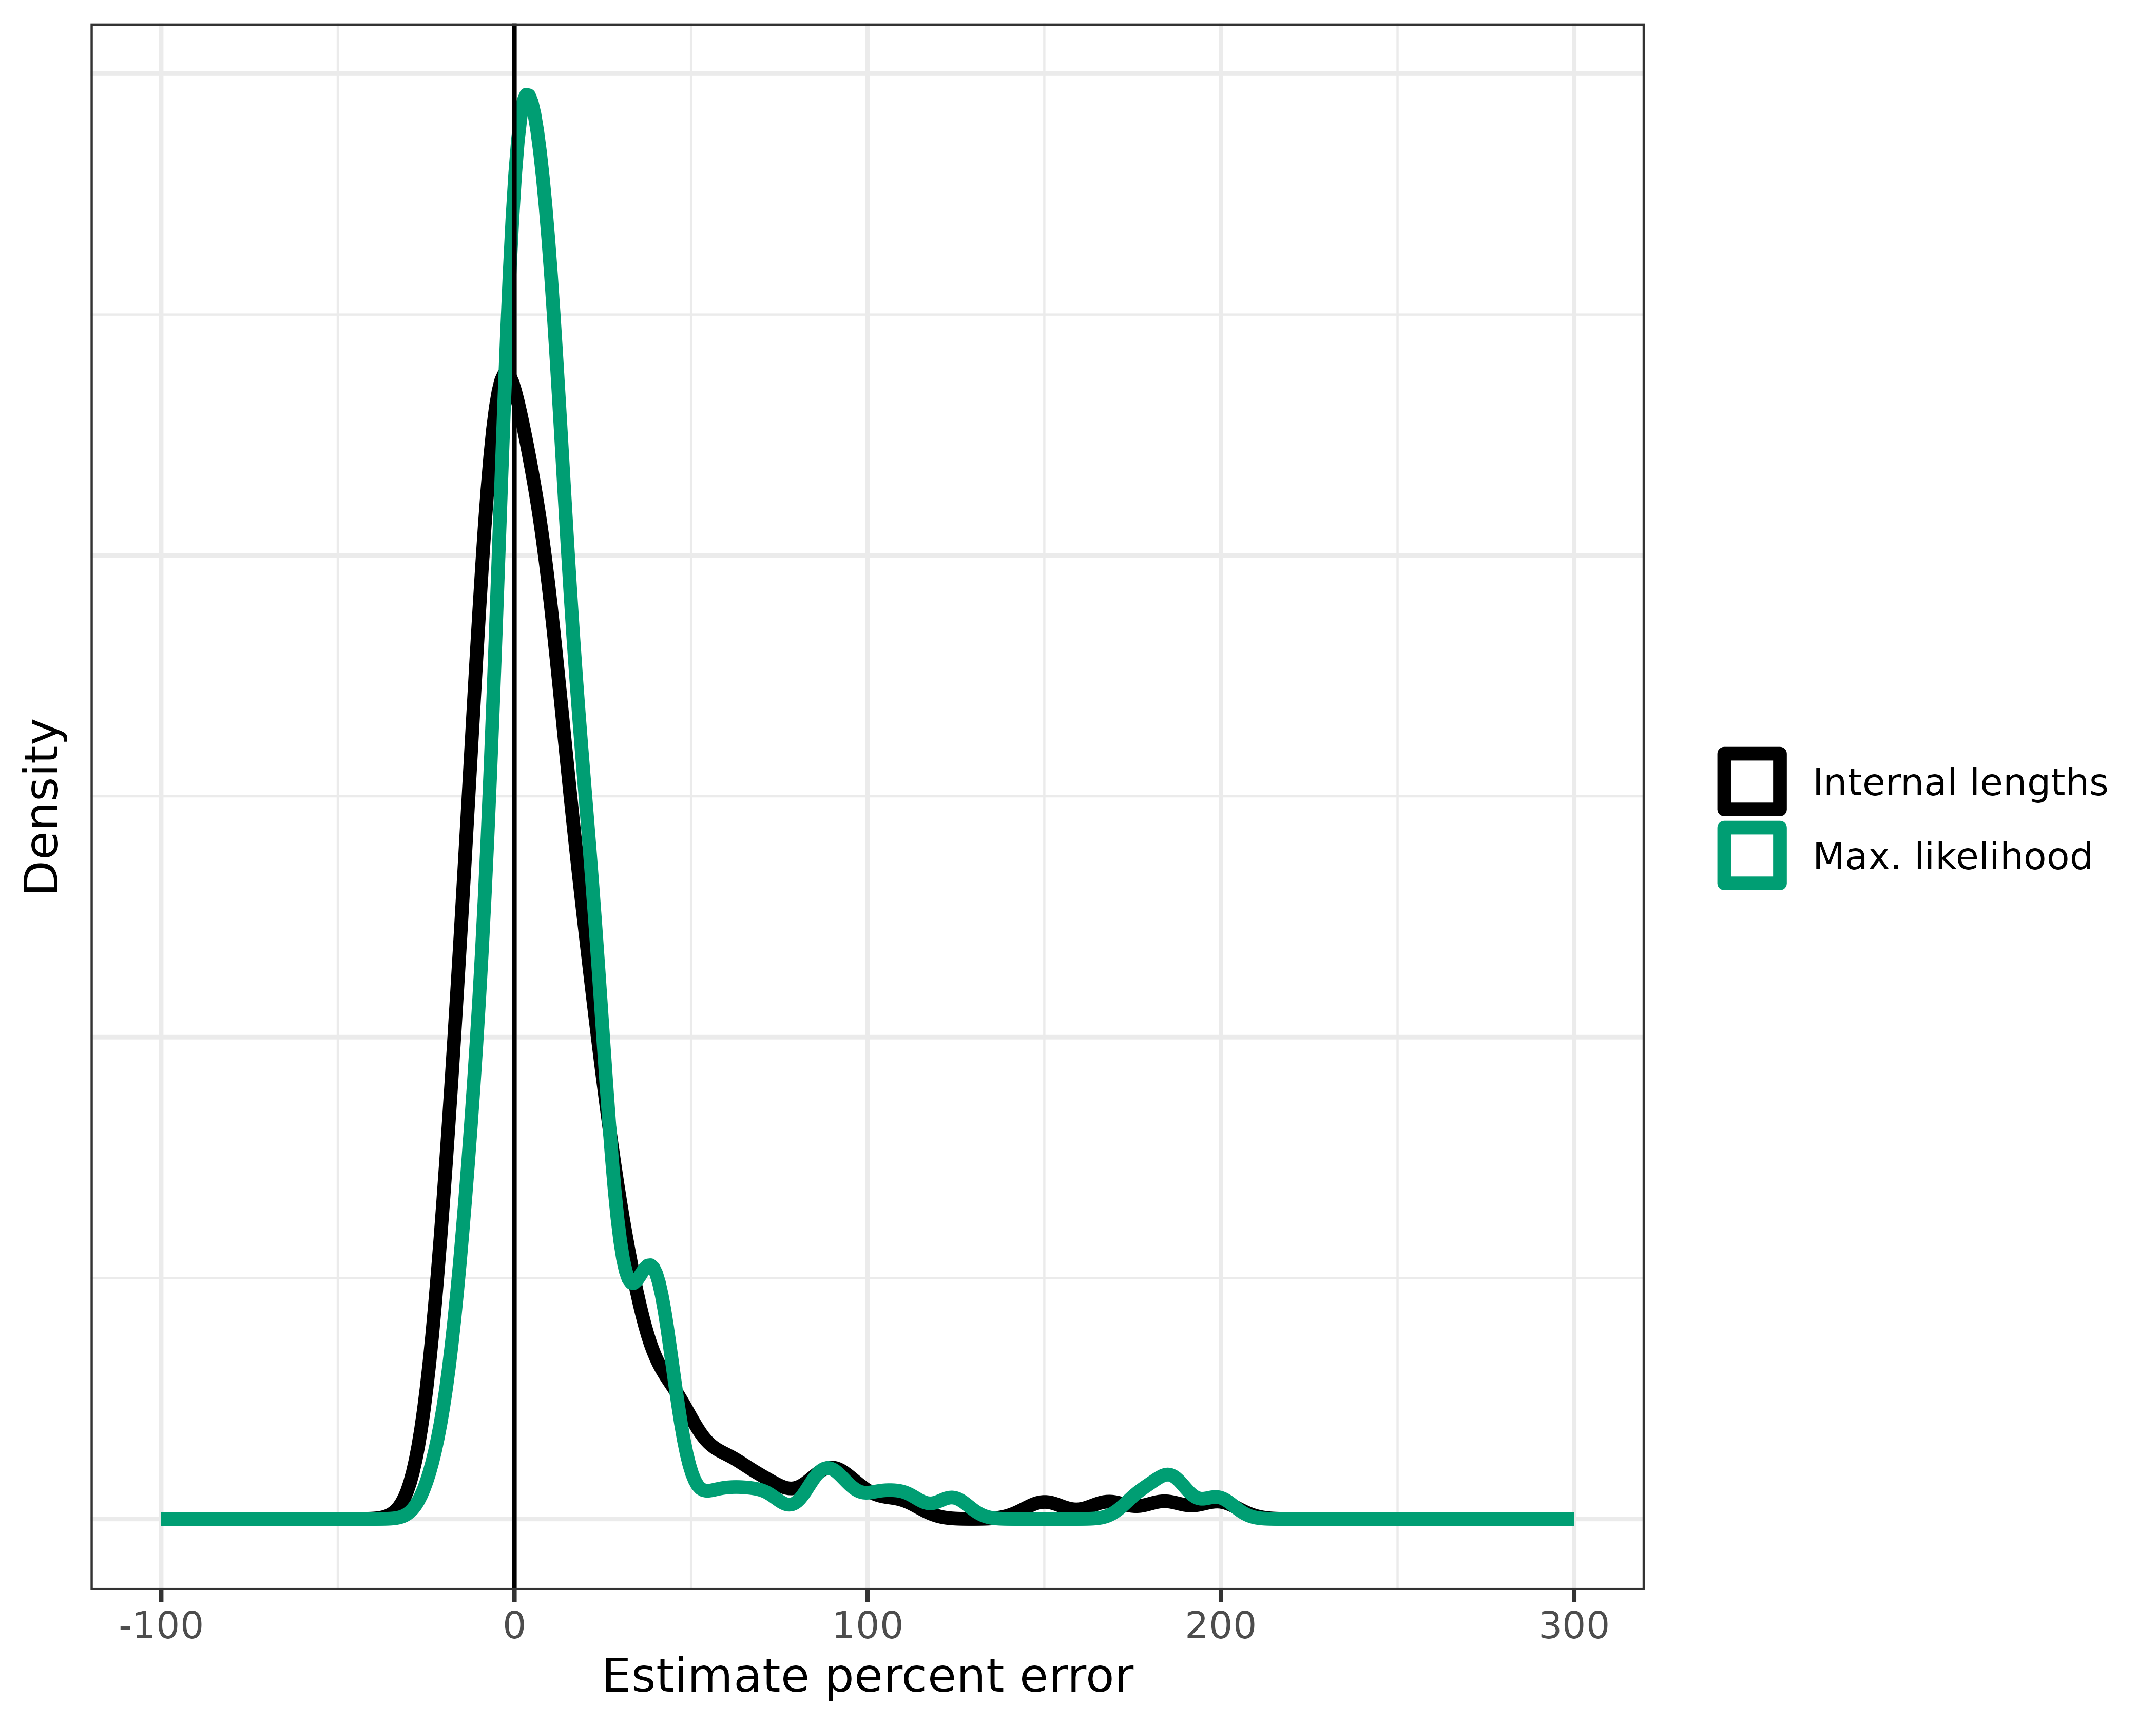 Density
Internal lengths
Max. likelihood
-100 0 100 200 300
Estimate percent error